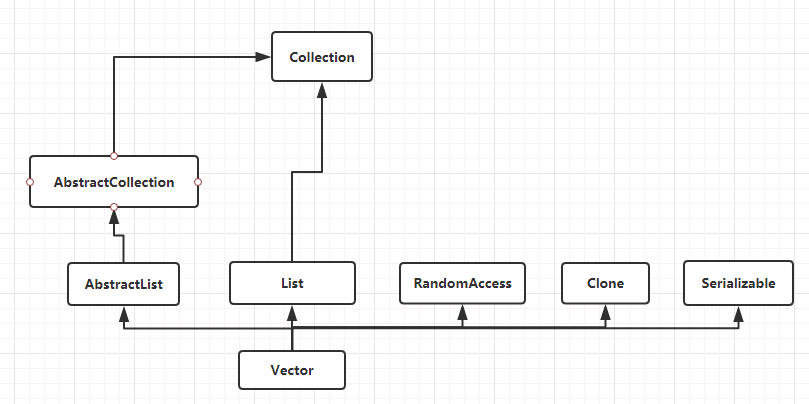 Collection
AbstractCollection
AbstractList
List
RandomAccess
Clone
Serializable
Vector